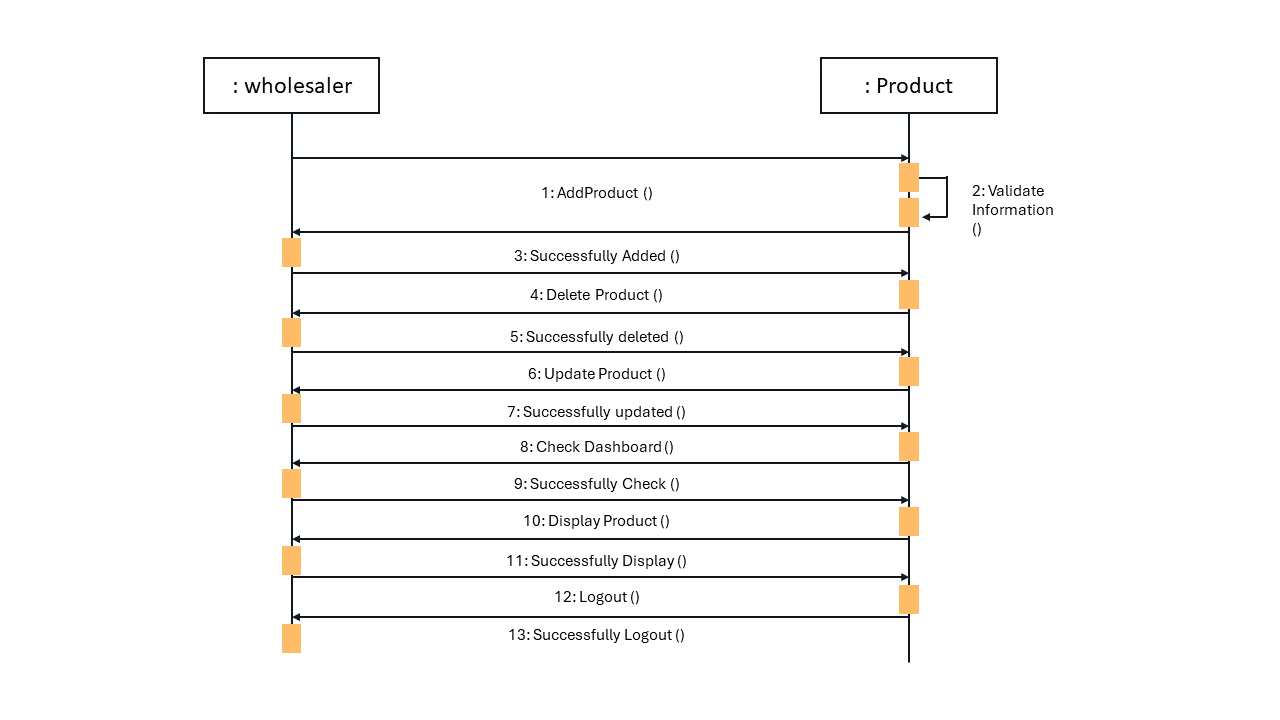 : wholesaler
: Product
1: AddProduct ()
2: Validate
Information
()
3: Successfully Added ()
4: Delete Product ()
5: Successfully deleted ()
6: Update Product ()
7: Successfully updated ()
8: Check Dashboard ()
9: Successfully Check ()
10: Display Product ()
11: Successfully Display ()
12: Logout ()
13: Successfully Logout ()